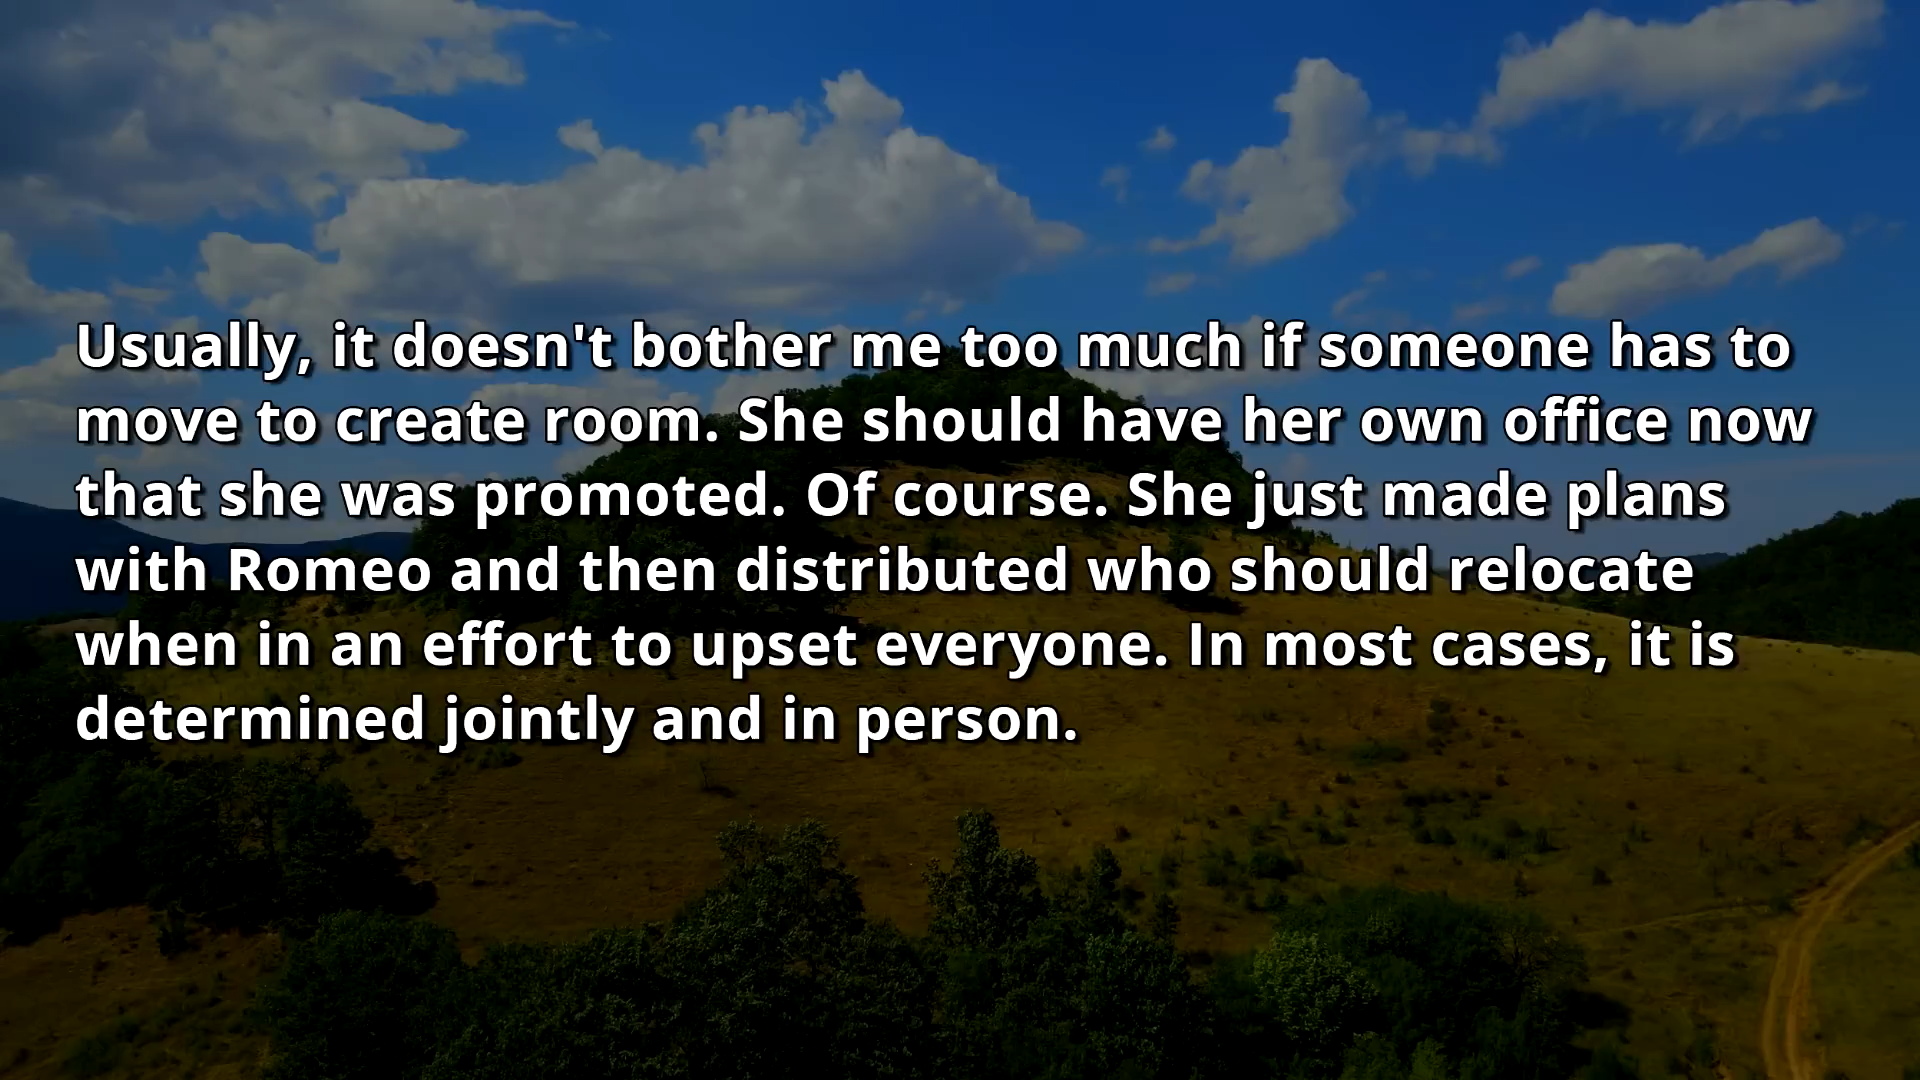 Usually, it doesn't bother me too much if someone has to
move to create room. She should have her own office now
that she was promoted. Of course. She just made plans
with Romeo and then distributed who should relocate
when in an effort to upset everyone. In most cases, it is
determined jointly and in person.